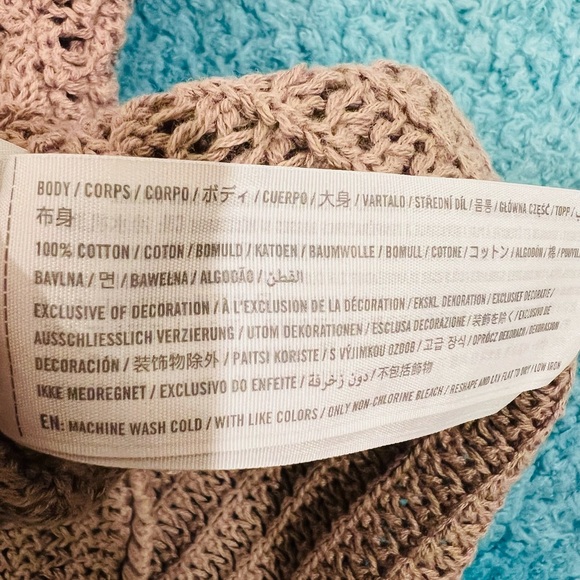 BODY / CORPS / CORPO / ボディ / CUERPO / 大身 / VARTALO / STŘEDNÍ DÍL / 몸통 / GŁÓWNA CZĘŚĆ / TOPP /
布身
100% COTTON / COTON / BOMULD / KATOEN / BAUMWOLLE / BOMULL / COTONE / コットン / ALGODÓN / 棉 /
BAVLNA / 면 / BAWEŁNA / ALGODÃO / القطن
EXCLUSIVE OF DECORATION / À L'EXCLUSION DE LA DÉCORATION / EKSKL. DEKORATION / EXCLUSIEF DECORATIE /
AUSSCHLIESSLICH VERZIERUNG / UTOM DEKORATIONEN / ESCLUSA DECORAZIONE / 装飾を除く / EXCLUSIVO DE
DECORACIÓN / 装饰物除外 / PAITSI KORISTE / S VÝJIMKOU OZDOB / 고급 장식 / OPRÓCZ DEKORACJI / DEKORASJON
IKKE MEDREGNET / EXCLUSIVO DO ENFEITE / دون زخرفة / 不包括飾物
EN: MACHINE WASH COLD / WITH LIKE COLORS / ONLY NON-CHLORINE BLEACH / RESHAPE AND LAY FLAT TO DRY / LOW IRON